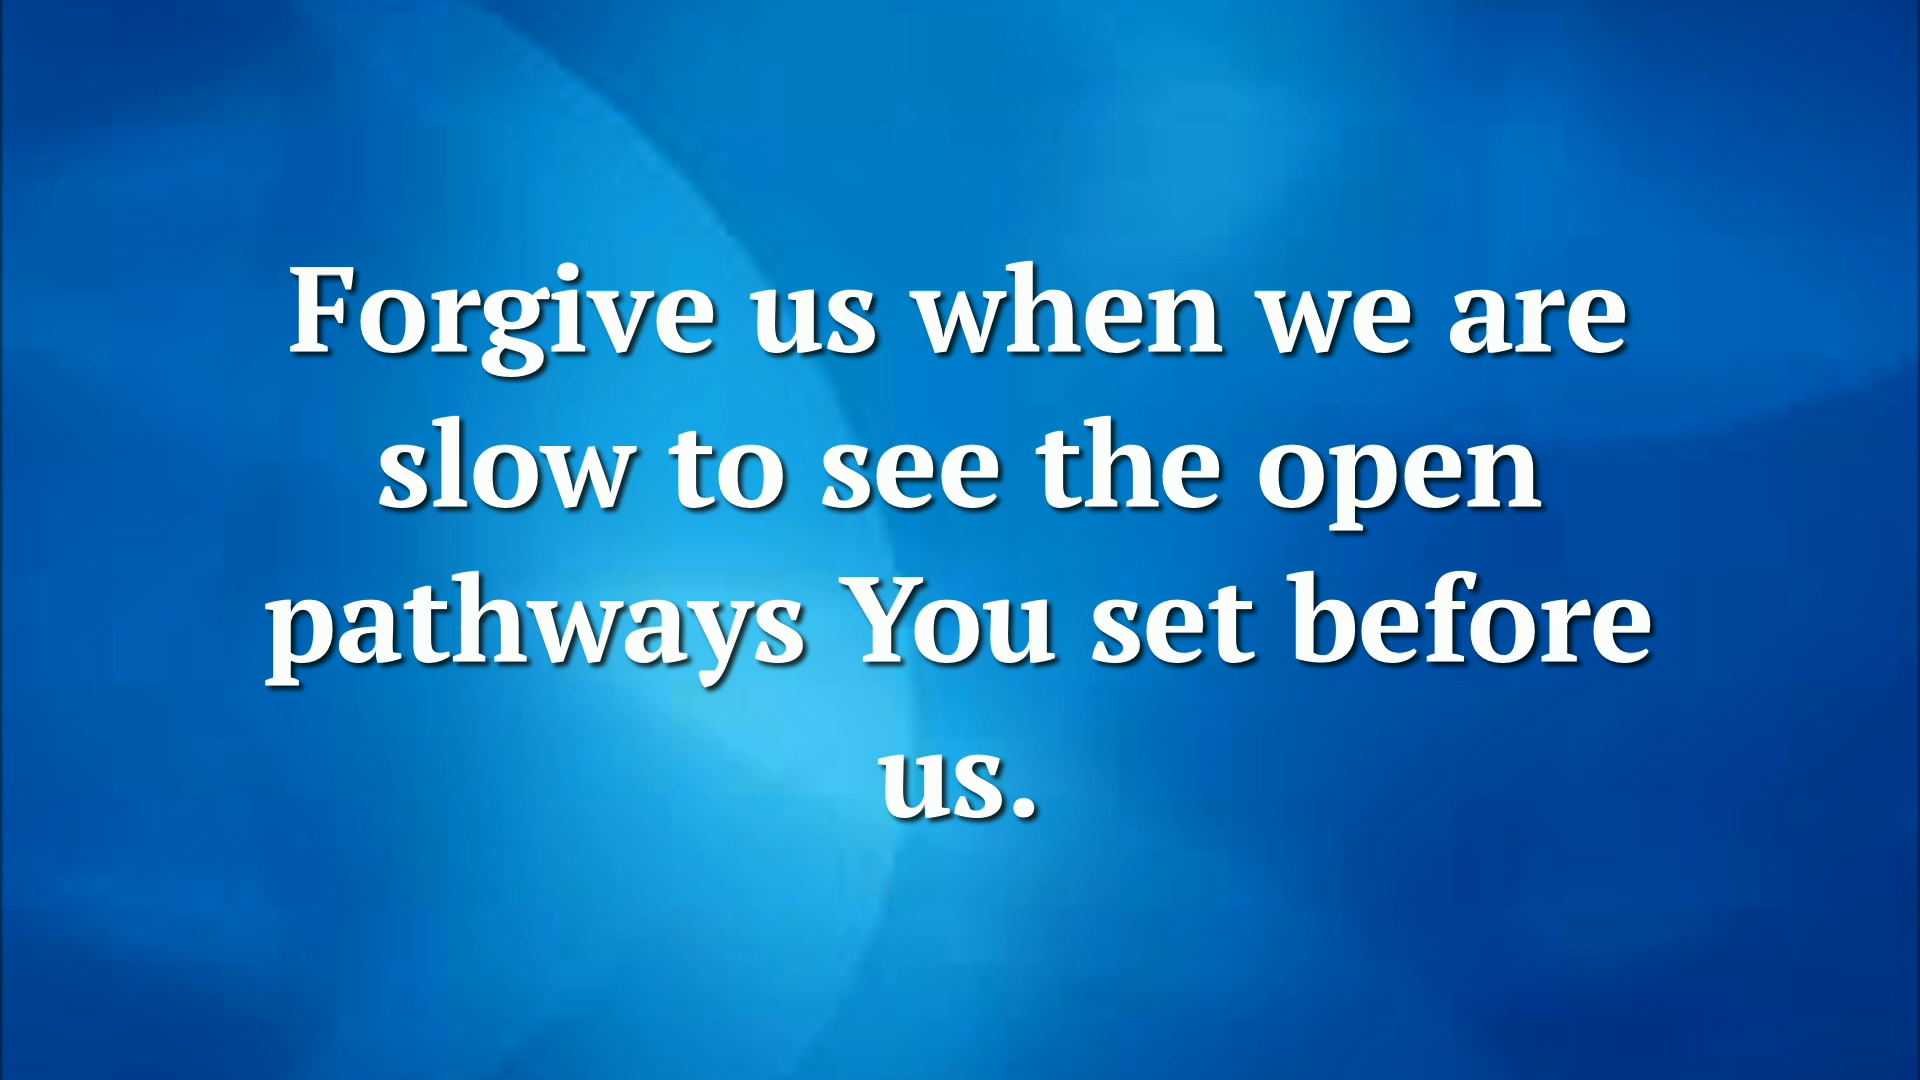 Forgive us when we are
slow to see the open
pathways You set before
us.